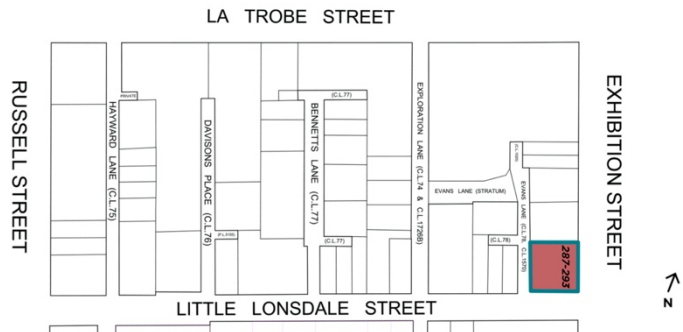 LA TROBE STREET
RUSSELL STREET
PRIVATE
HAYWARD LANE (C.L.75)
DAVISONS PLACE (C.L.76)
(C.L.77)
BENNETTS LANE (C.L.77)
(C.L.77)
EXPLORATION LANE (C.L.74 & C.L.1726B)
EVANS LANE (STRATUM)
EVANS LANE (C.L.78, C.L.1570)
(C.L.78)
287-293
EXHIBITION STREET
LITTLE LONSDALE STREET
N